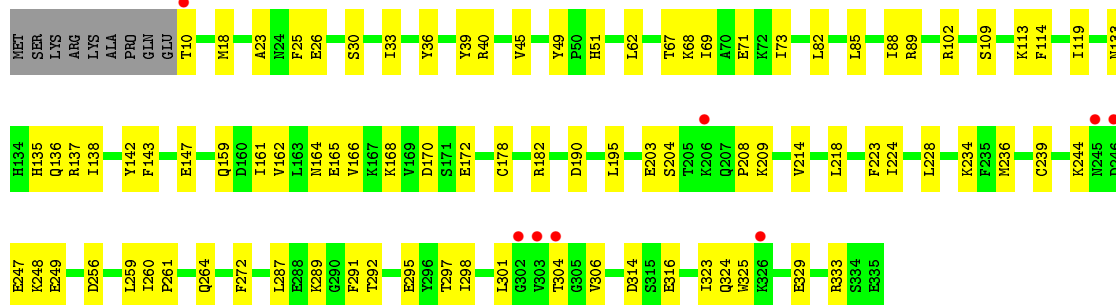 MET SER LYS ARG LYS ALA PRO GLN GLU T10 M18 A23 N24 F25 E26 S30 I33 Y36 Y39 R40 V45 Y49 P50 H51 L62 T67 K68 I69 A70 E71 K72 I73 L82 L85 I88 R89 R102 S109 K113 F114 I119
H134 H135 Q136 R137 I138 Y142 F143 E147 Q159 D160 I161 V162 L163 N164 E165 V166 K167 K168 V169 D170 S171 E172 C178 R182 D190 L195 E203 S204 T205 K206 Q207 P208 K209 V214 L218 F223 I224 L228 K234 F235 M236 C239 K244 N245
E247 K248 E249 D256 L259 I260 P261 Q264 F272 L287 E288 K289 G290 F291 T292 E295 Y296 T297 I298 L301 G302 V303 T304 G305 V306 D314 S315 E316 I323 Q324 W325 K326 E329 R333 S334 E335